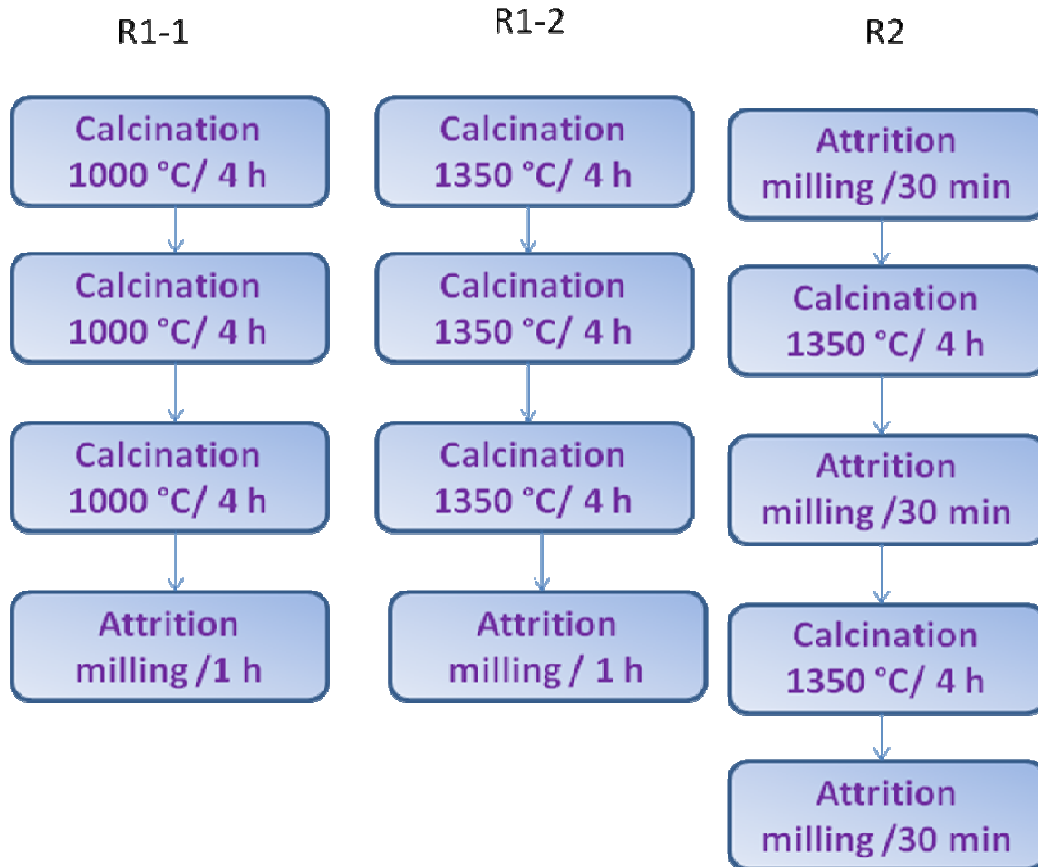 R1-1
R1-2
R2
Calcination
1000 °C/ 4 h
Calcination
1000 °C/ 4 h
Calcination
1000 °C/ 4 h
Attrition
milling /1 h
Calcination
1350 °C/ 4 h
Calcination
1350 °C/ 4 h
Calcination
1350 °C/ 4 h
Attrition
milling / 1 h
Attrition
milling /30 min
Calcination
1350 °C/ 4 h
Attrition
milling /30 min
Calcination
1350 °C/ 4 h
Attrition
milling /30 min